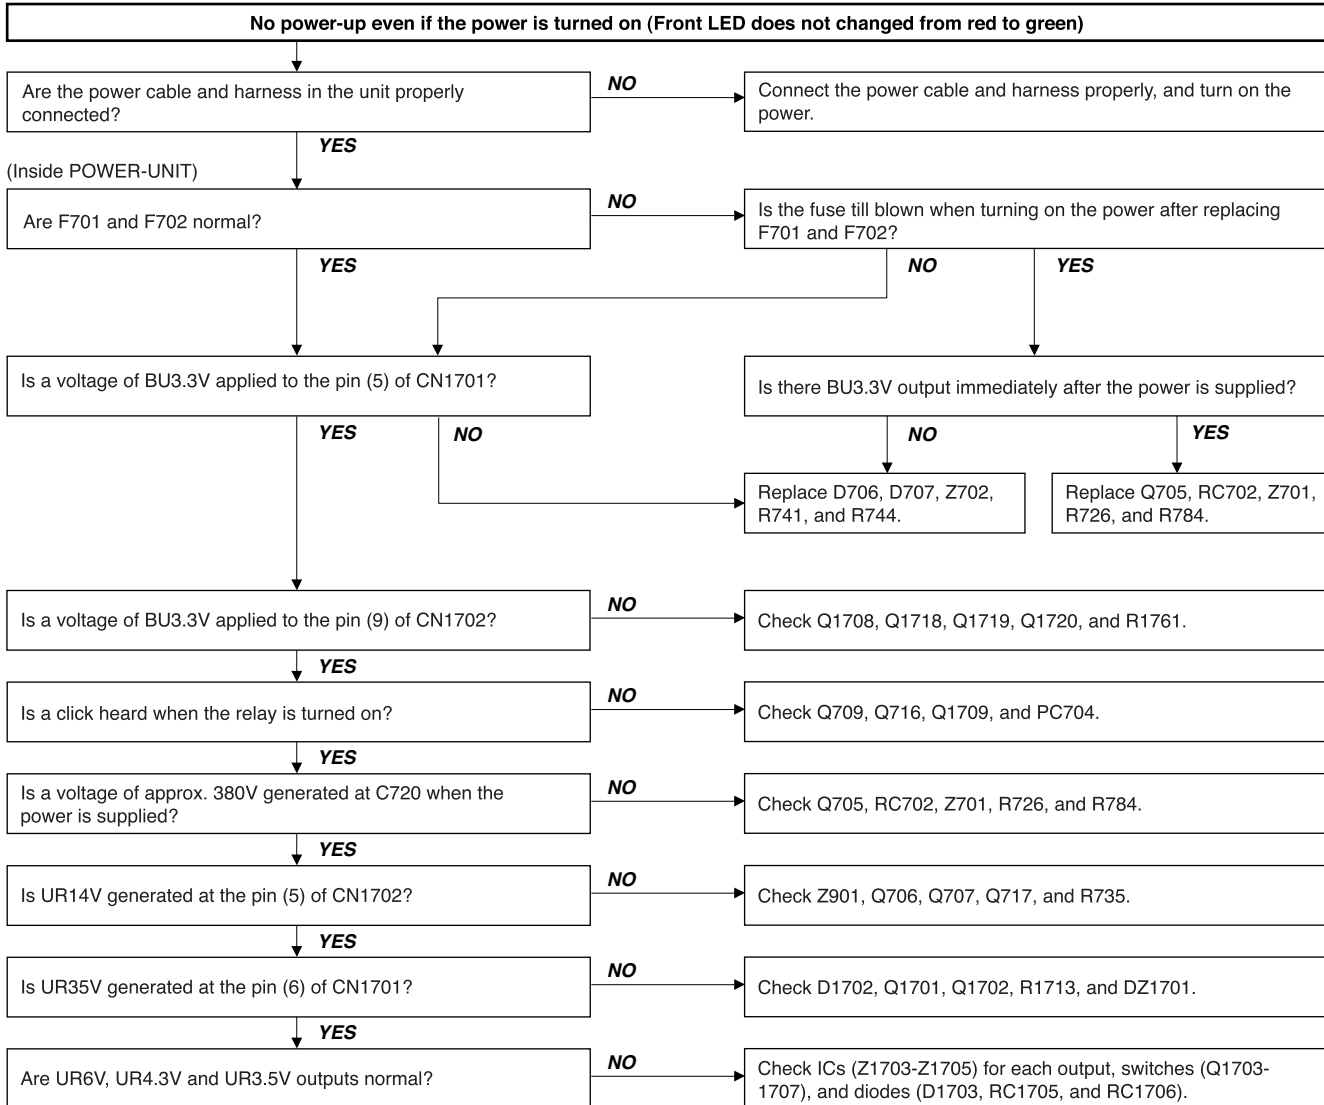 No power-up even if the power is turned on (Front LED does not changed from red to green)
Are the power cable and harness in the unit properly
connected?
NO
Connect the power cable and harness properly, and turn on the
power.
YES
(Inside POWER-UNIT)
Are F701 and F702 normal?
NO
Is the fuse till blown when turning on the power after replacing
F701 and F702?
YES
NO
YES
Is a voltage of BU3.3V applied to the pin (5) of CN1701?
Is there BU3.3V output immediately after the power is supplied?
YES
NO
NO
YES
Replace D706, D707, Z702,
R741, and R744.
Replace Q705, RC702, Z701,
R726, and R784.
Is a voltage of BU3.3V applied to the pin (9) of CN1702?
NO
Check Q1708, Q1718, Q1719, Q1720, and R1761.
YES
Is a click heard when the relay is turned on?
NO
Check Q709, Q716, Q1709, and PC704.
YES
Is a voltage of approx. 380V generated at C720 when the
power is supplied?
NO
Check Q705, RC702, Z701, R726, and R784.
YES
Is UR14V generated at the pin (5) of CN1702?
NO
Check Z901, Q706, Q707, Q717, and R735.
YES
Is UR35V generated at the pin (6) of CN1701?
NO
Check D1702, Q1701, Q1702, R1713, and DZ1701.
YES
Are UR6V, UR4.3V and UR3.5V outputs normal?
NO
Check ICs (Z1703-Z1705) for each output, switches (Q1703-
1707), and diodes (D1703, RC1705, and RC1706).